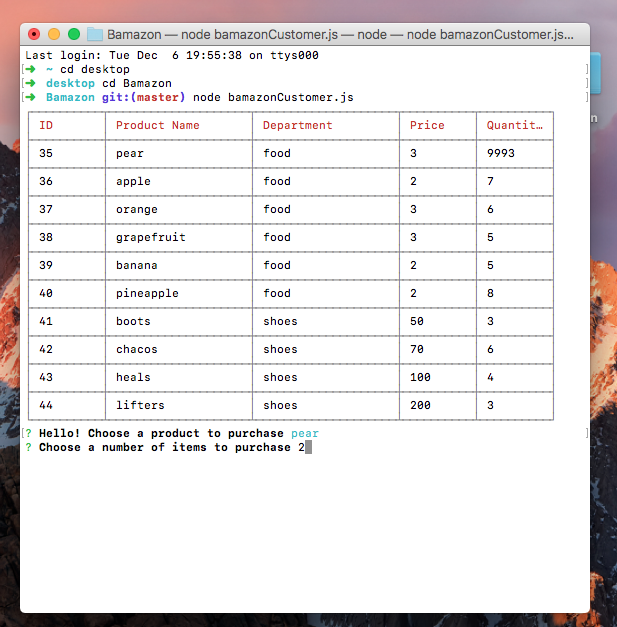 Bamazon — node bamazonCustomer.js — node — node bamazonCustomer.js…
Last login: Tue Dec  6 19:55:38 on ttys000
[➜  ~ cd desktop ]
[➜  desktop cd Bamazon ]
[➜  Bamazon git:(master) node bamazonCustomer.js ]
ID Product Name Department Price Quantit…
35 pear food 3 9993
36 apple food 2 7
37 orange food 3 6
38 grapefruit food 3 5
39 banana food 2 5
40 pineapple food 2 8
41 boots shoes 50 3
42 chacos shoes 70 6
43 heals shoes 100 4
44 lifters shoes 200 3
[? Hello! Choose a product to purchase pear ]
? Choose a number of items to purchase 2
n